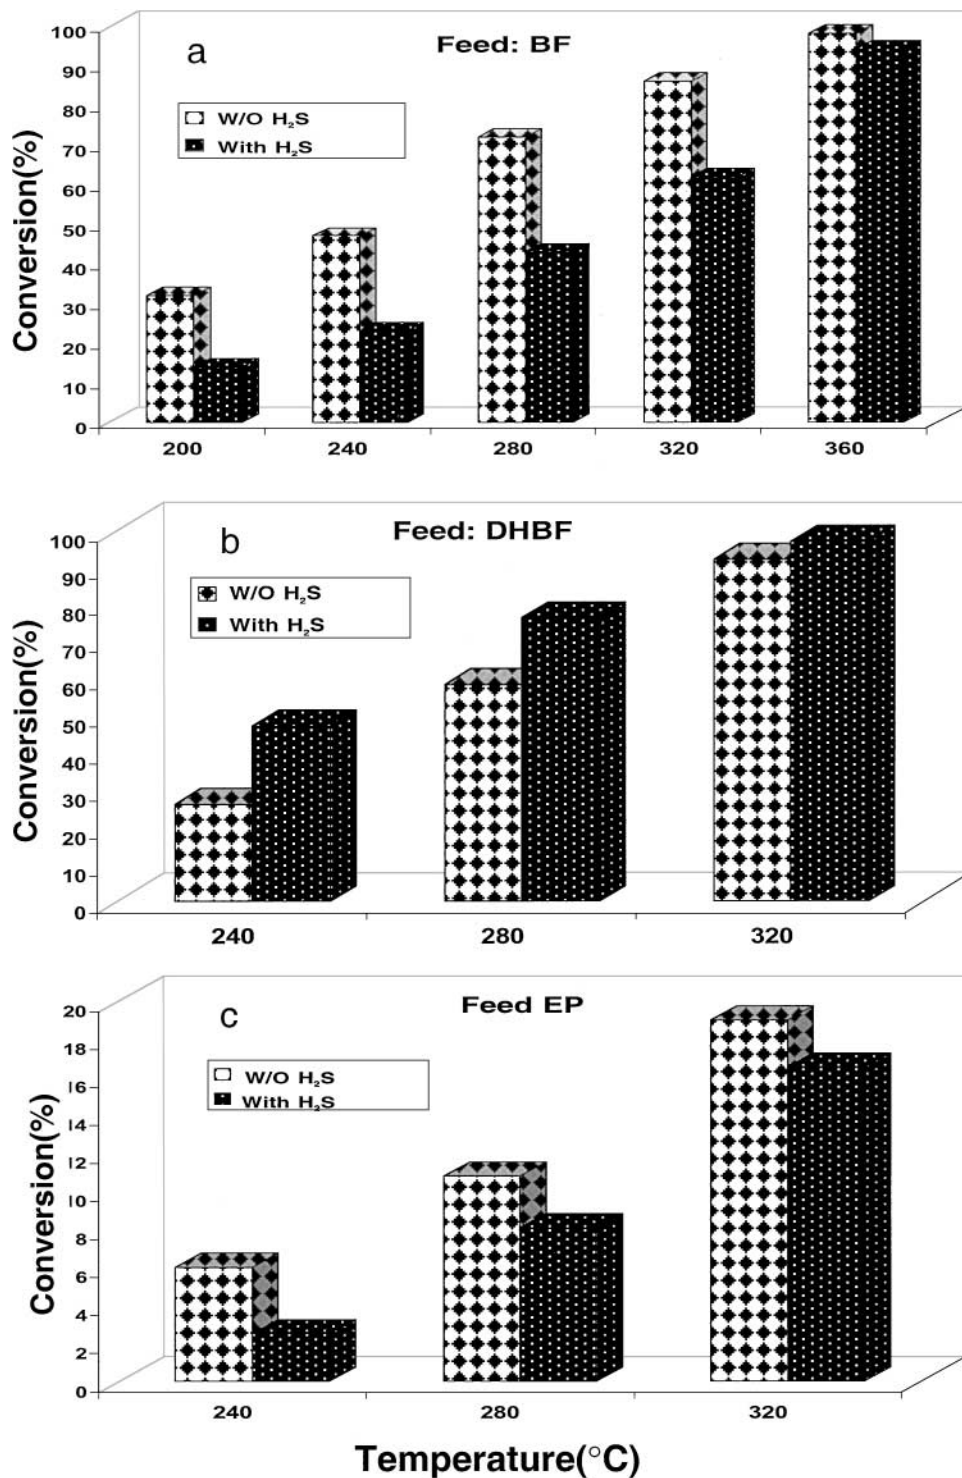 a
Feed: BF
W/O H₂S
With H₂S
Conversion(%)
100
90
80
70
60
50
40
30
20
10
0
200 240 280 320 360
b
Feed: DHBF
W/O H₂S
With H₂S
Conversion(%)
100
90
80
70
60
50
40
30
20
10
0
240 280 320
c
Feed EP
W/O H₂S
With H₂S
Conversion(%)
20
18
16
14
12
10
8
6
4
2
0
240 280 320
Temperature(°C)